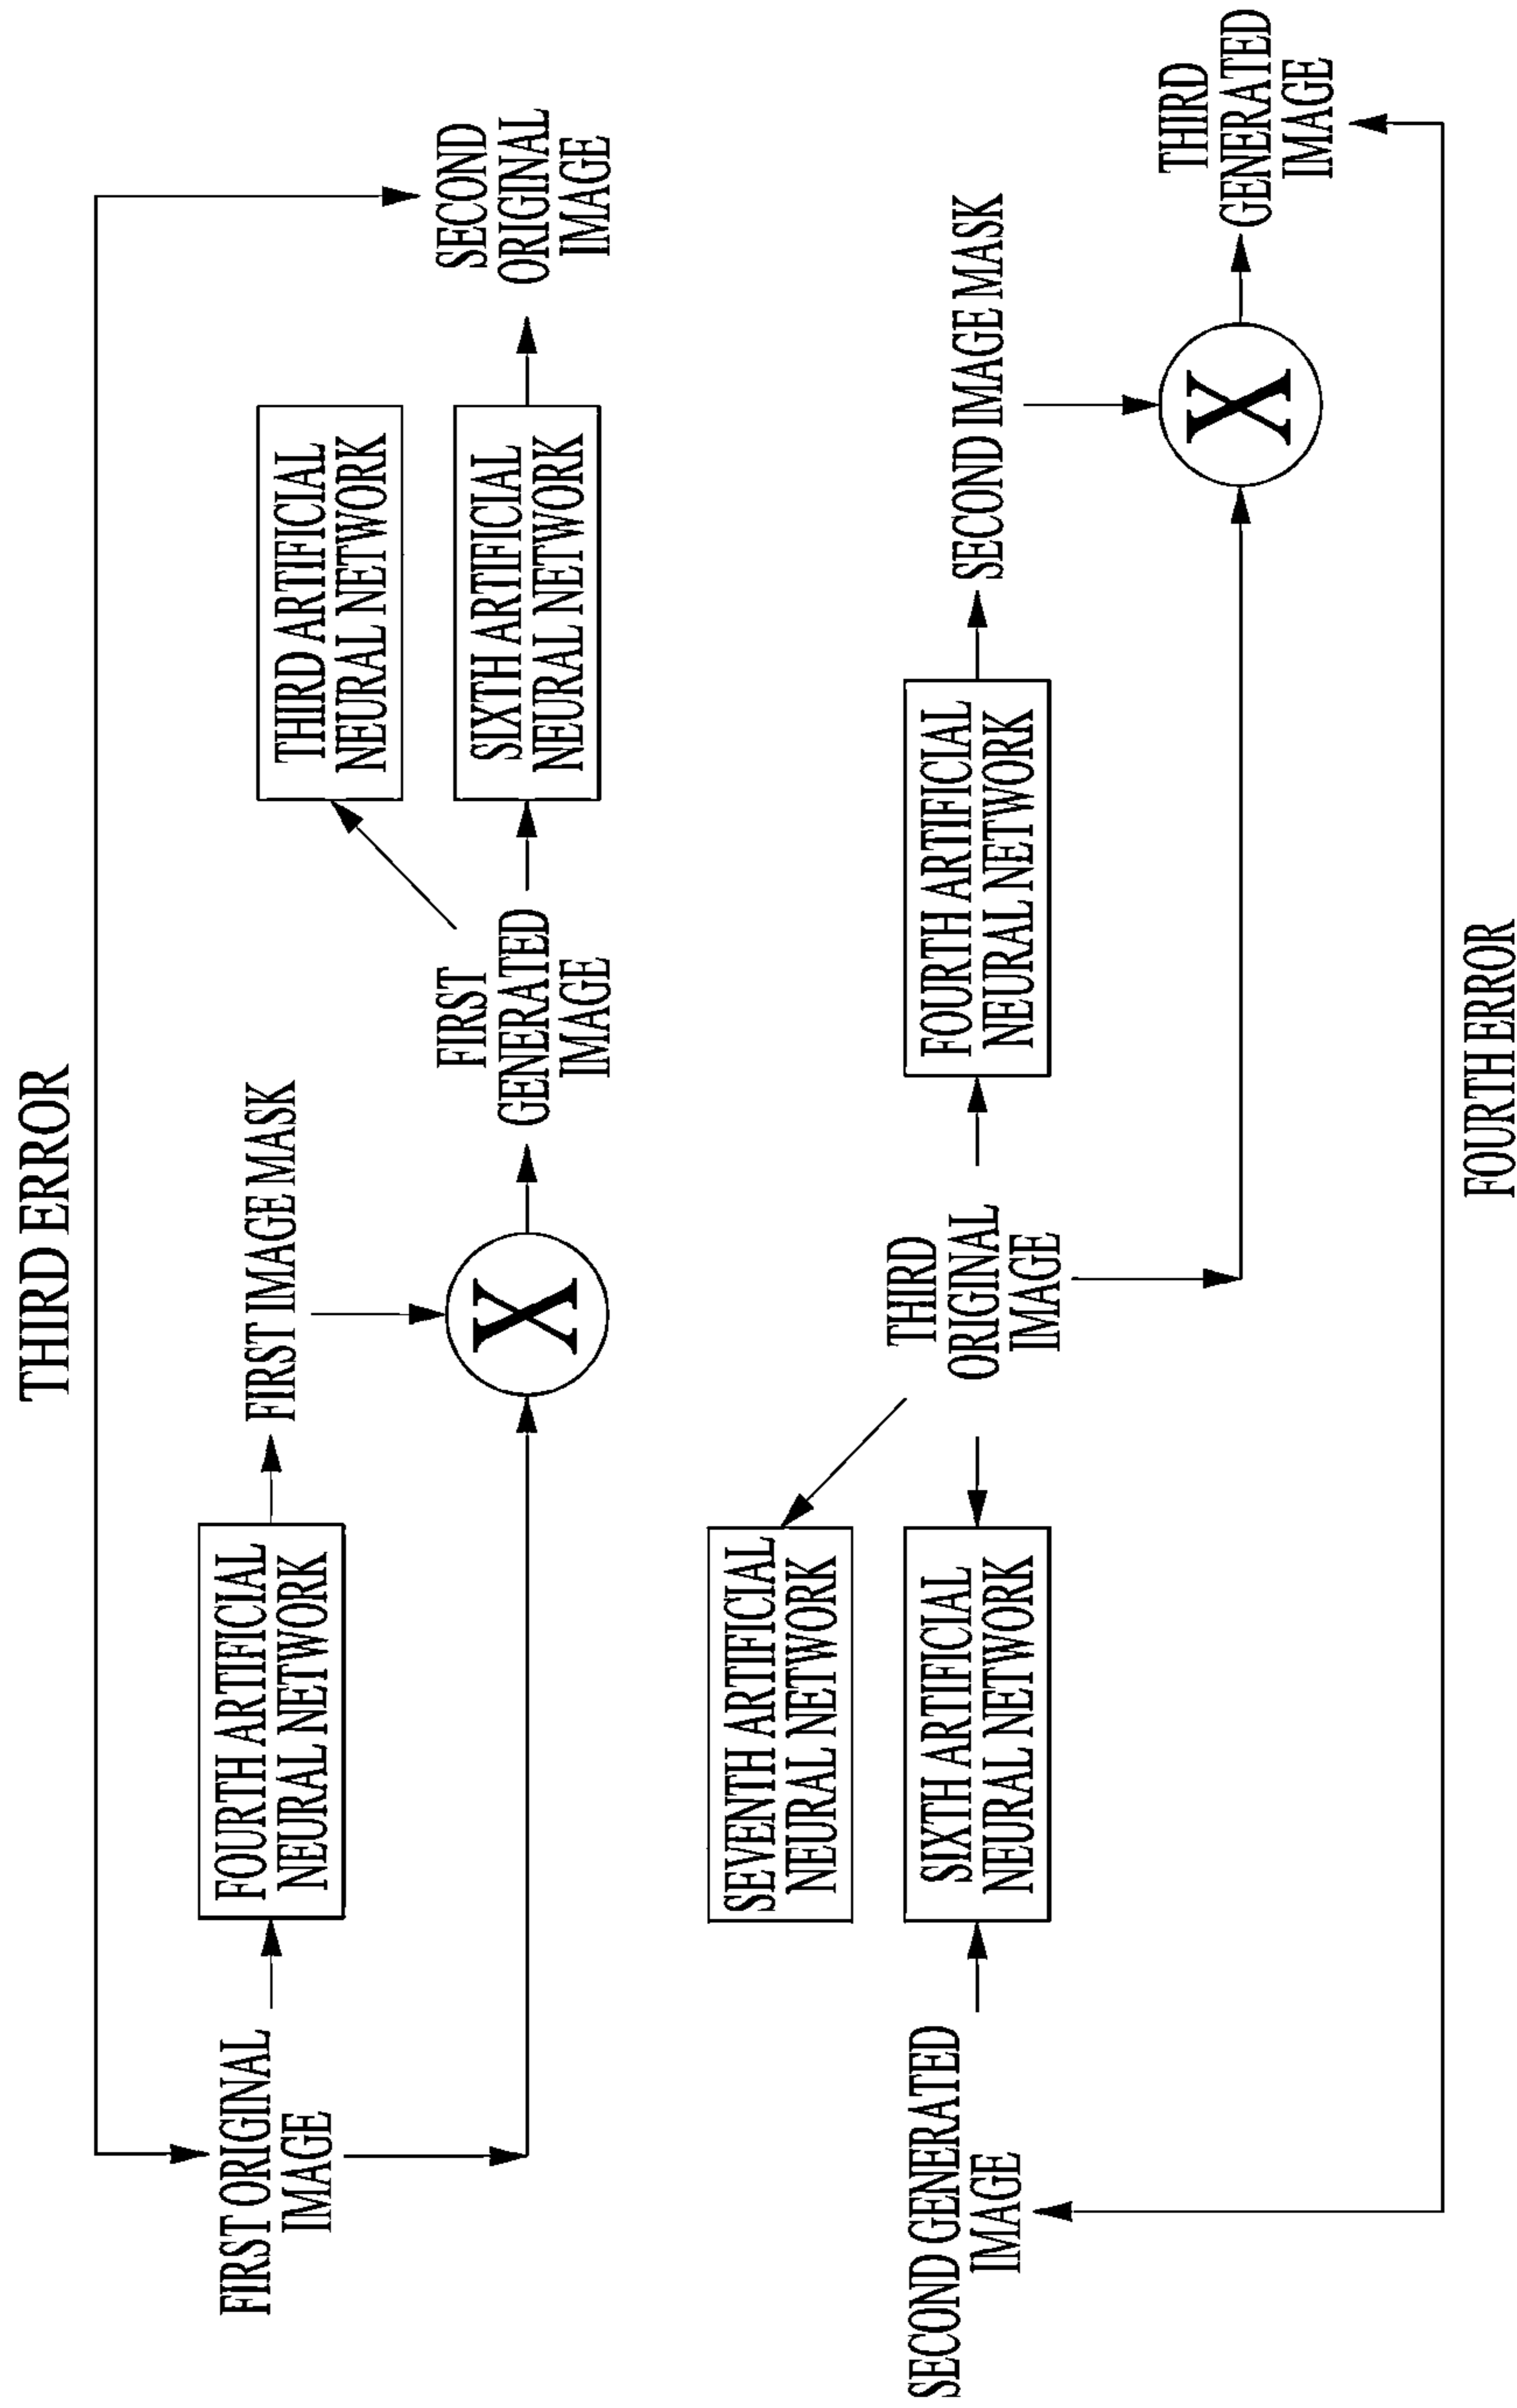 THIRD ERROR
FIRST ORIGINAL
IMAGE
FOURTH ARTIFICIAL
NEURAL NETWORK
FIRST IMAGE MASK
X
FIRST
GENERATED
IMAGE
THIRD ARTIFICIAL
NEURAL NETWORK
SIXTH ARTIFICIAL
NEURAL NETWORK
SECOND
ORIGINAL
IMAGE
SECOND GENERATED
IMAGE
SEVENTH ARTIFICIAL
NEURAL NETWORK
SIXTH ARTIFICIAL
NEURAL NETWORK
THIRD
ORIGINAL
IMAGE
FOURTH ARTIFICIAL
NEURAL NETWORK
SECOND IMAGE MASK
X
THIRD
GENERATED
IMAGE
FOURTH ERROR